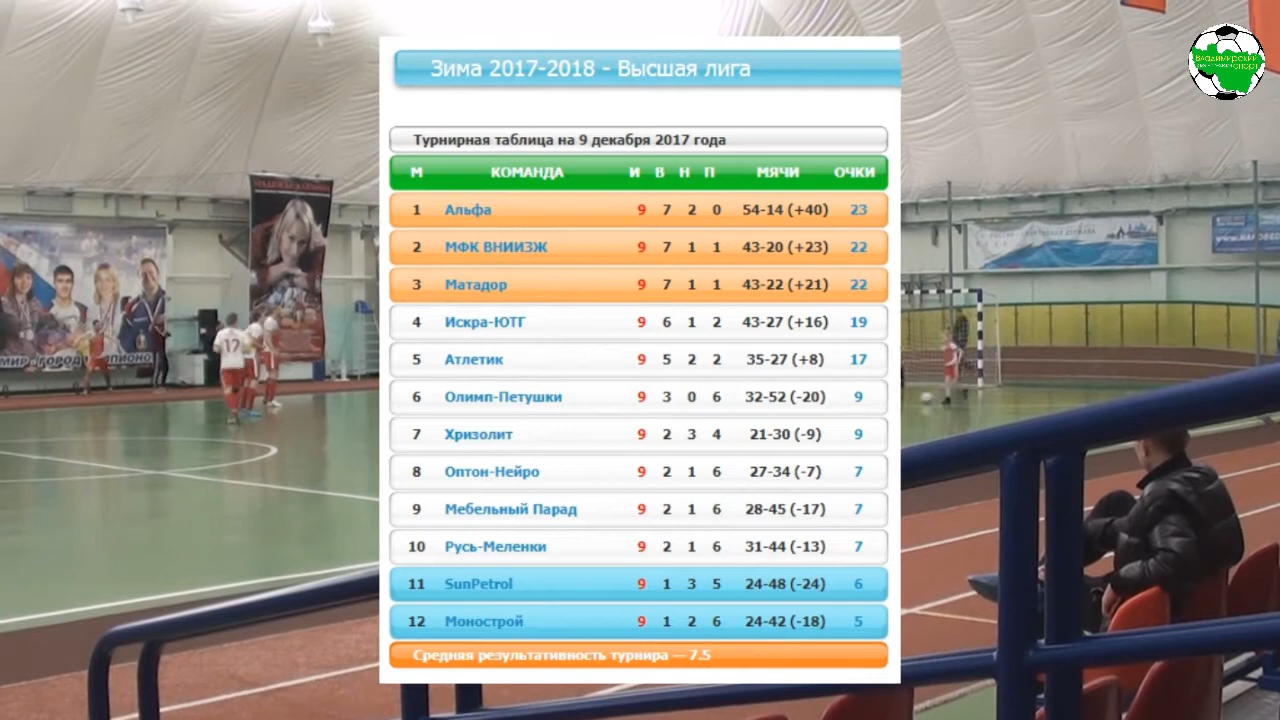 Зима 2017-2018 - Высшая лига
Турнирная таблица на 9 декабря 2017 года
М КОМАНДА И В Н П МЯЧИ ОЧКИ
1 Альфа 9 7 2 0 54-14 (+40) 23
2 МФК ВНИИЗЖ 9 7 1 1 43-20 (+23) 22
3 Матадор 9 7 1 1 43-22 (+21) 22
4 Искра-ЮТГ 9 6 1 2 43-27 (+16) 19
5 Атлетик 9 5 2 2 35-27 (+8) 17
6 Олимп-Петушки 9 3 0 6 32-52 (-20) 9
7 Хризолит 9 2 3 4 21-30 (-9) 9
8 Оптон-Нейро 9 2 1 6 27-34 (-7) 7
9 Мебельный Парад 9 2 1 6 28-45 (-17) 7
10 Русь-Меленки 9 2 1 6 31-44 (-13) 7
11 SunPetrol 9 1 3 5 24-48 (-24) 6
12 Монострой 9 1 2 6 24-42 (-18) 5
Средняя результативность турнира — 7.5
Владимирский
спорт
17